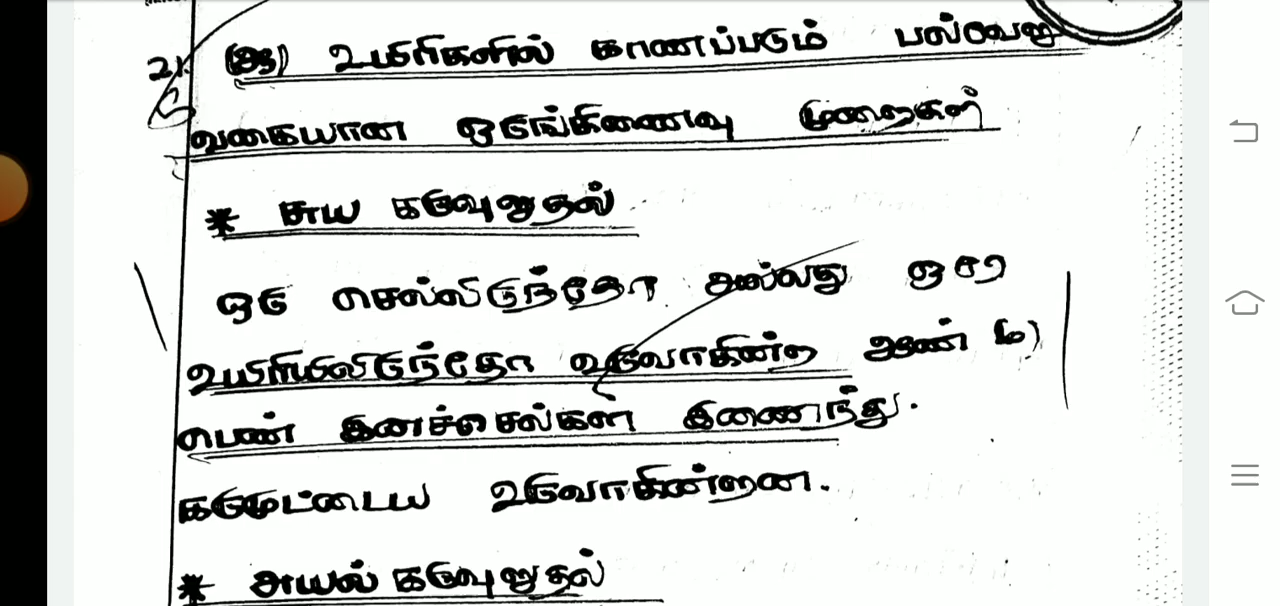 21. (ஆ) உயிரிகளில் காணப்படும் பல்வேறு
வகையான ஒருங்கிணைவு முறைகள்
* சுய கருவுறுதல்
ஒரு செல்லிருந்தோ அல்லது ஒரே
உயிரியிலிருந்தோ உருவாகின்ற ஆண் (ம)
பெண் இனச்செல்கள் இணைந்து.
கருமுட்டைய உருவாகின்றன.
* அயல் கருவுறுதல்